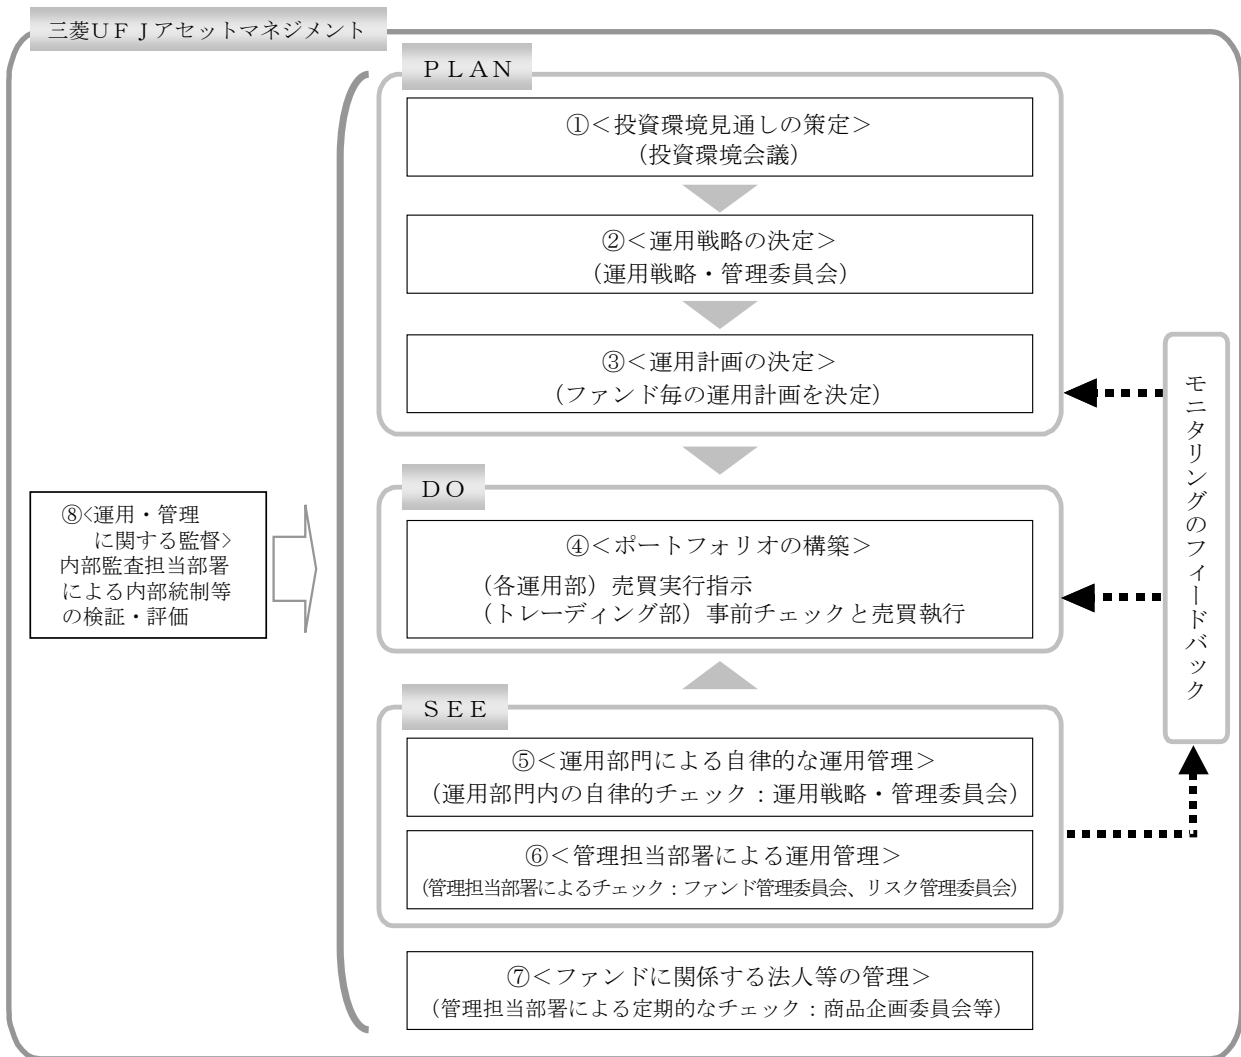 三菱ＵＦＪアセットマネジメント
ＰＬＡＮ
①＜投資環境見通しの策定＞
（投資環境会議）
②＜運用戦略の決定＞
（運用戦略・管理委員会）
③＜運用計画の決定＞
（ファンド毎の運用計画を決定）
ＤＯ
④＜ポートフォリオの構築＞
（各運用部）売買実行指示
（トレーディング部）事前チェックと売買執行
ＳＥＥ
⑤＜運用部門による自律的な運用管理＞
（運用部門内の自律的チェック：運用戦略・管理委員会）
⑥＜管理担当部署による運用管理＞
（管理担当部署によるチェック：ファンド管理委員会、リスク管理委員会）
⑦＜ファンドに関係する法人等の管理＞
（管理担当部署による定期的なチェック：商品企画委員会等）
⑧<運用・管理
に関する監督>
内部監査担当部署
による内部統制等
の検証・評価
モニタリングのフィードバック